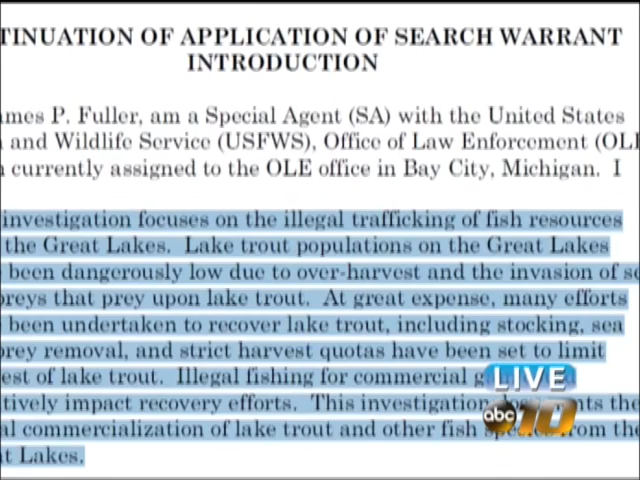 TINUATION OF APPLICATION OF SEARCH WARRANT
INTRODUCTION
ames P. Fuller, am a Special Agent (SA) with the United States
and Wildlife Service (USFWS), Office of Law Enforcement (OLE
currently assigned to the OLE office in Bay City, Michigan. I
investigation focuses on the illegal trafficking of fish resources
the Great Lakes. Lake trout populations on the Great Lakes
been dangerously low due to over-harvest and the invasion of se
preys that prey upon lake trout. At great expense, many efforts
been undertaken to recover lake trout, including stocking, sea
prey removal, and strict harvest quotas have been set to limit
est of lake trout. Illegal fishing for commercial g
tively impact recovery efforts. This investigation nts the
al commercialization of lake trout and other fish from the
t Lakes.
LIVE
abc 10